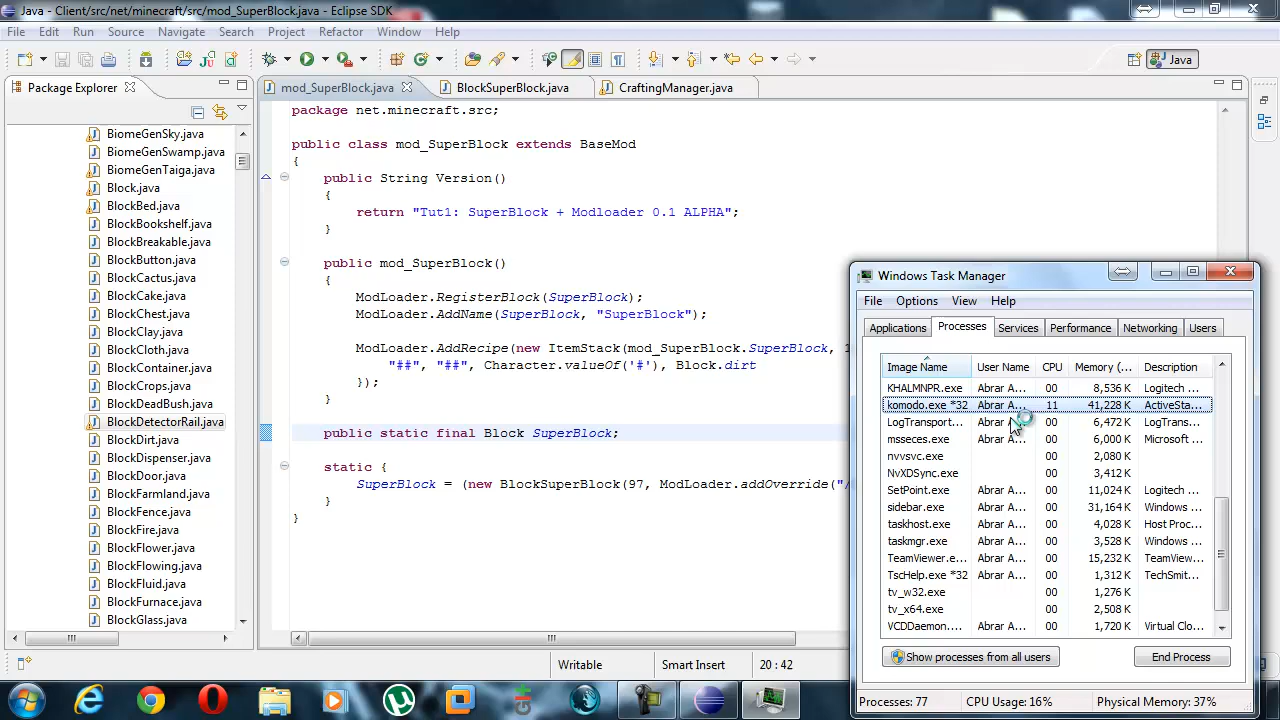 Java - Client/src/net/minecraft/src/mod_SuperBlock.java - Eclipse SDK
File Edit Run Source Navigate Search Project Refactor Window Help
Java
Package Explorer
mod_SuperBlock.java
BlockSuperBlock.java
CraftingManager.java
BiomeGenSky.java
BiomeGenSwamp.java
BiomeGenTaiga.java
Block.java
BlockBed.java
BlockBookshelf.java
BlockBreakable.java
BlockButton.java
BlockCactus.java
BlockCake.java
BlockChest.java
BlockClay.java
BlockCloth.java
BlockContainer.java
BlockCrops.java
BlockDeadBush.java
BlockDetectorRail.java
BlockDirt.java
BlockDispenser.java
BlockDoor.java
BlockFarmland.java
BlockFence.java
BlockFire.java
BlockFlower.java
BlockFlowing.java
BlockFluid.java
BlockFurnace.java
BlockGlass.java
package net.minecraft.src;
public class mod_SuperBlock extends BaseMod
{
public String Version()
{
return "Tut1: SuperBlock + Modloader 0.1 ALPHA";
}
public mod_SuperBlock()
{
ModLoader.RegisterBlock(SuperBlock);
ModLoader.AddName(SuperBlock, "SuperBlock");
ModLoader.AddRecipe(new ItemStack(mod_SuperBlock.SuperBlock, 1
"##", "##", Character.valueOf('#'), Block.dirt
});
}
public static final Block SuperBlock;
static {
SuperBlock = (new BlockSuperBlock(97, ModLoader.addOverride("/
}
}
Writable Smart Insert 20 : 42
Windows Task Manager
File Options View Help
Applications Processes Services Performance Networking Users
Image Name User Name CPU Memory (... Description
KHALMNPR.exe Abrar A... 00 8,536 K Logitech ...
komodo.exe *32 Abrar A... 11 41,228 K ActiveSta...
LogTransport... Abrar 00 6,472 K LogTrans...
msseces.exe Abrar A... 00 6,000 K Microsoft ...
nvvsvc.exe 00 2,080 K
NvXDSync.exe 00 3,412 K
SetPoint.exe Abrar A... 00 11,024 K Logitech ...
sidebar.exe Abrar A... 00 31,164 K Windows ...
taskhost.exe Abrar A... 00 4,028 K Host Proc...
taskmgr.exe Abrar A... 00 3,528 K Windows ...
TeamViewer.e... Abrar A... 00 15,232 K TeamView...
TscHelp.exe *32 Abrar A... 00 1,312 K TechSmit...
tv_w32.exe 00 1,276 K
tv_x64.exe 00 2,508 K
VCDDaemon.... Abrar A... 00 1,720 K Virtual Clo...
Show processes from all users End Process
Processes: 77 CPU Usage: 16% Physical Memory: 37%